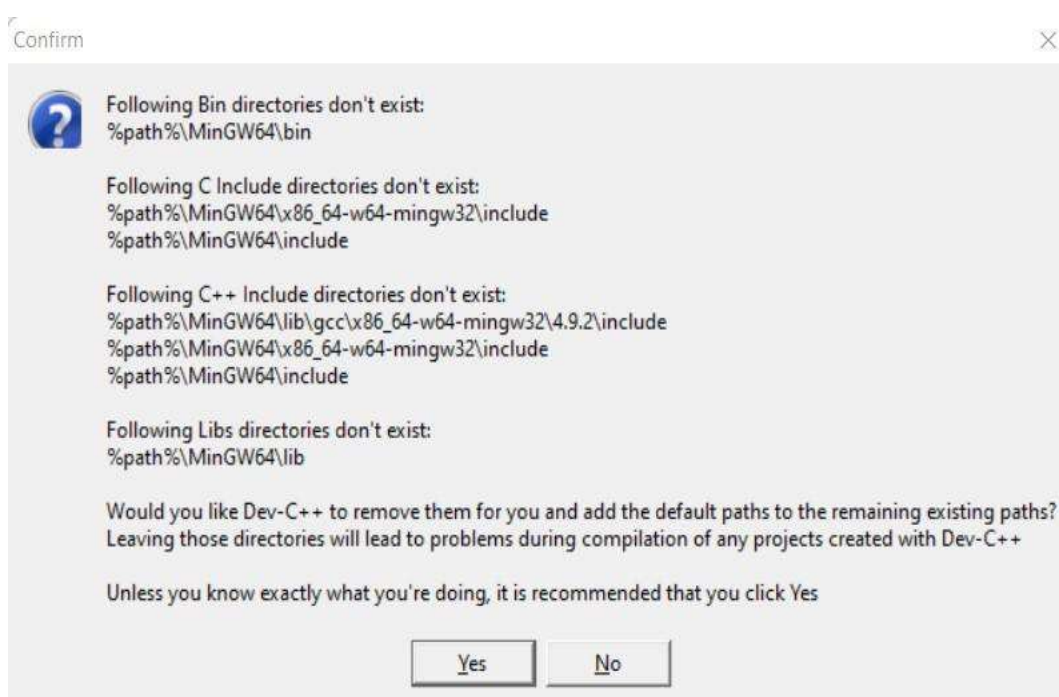 Confirm
Following Bin directories don't exist:
%path%\MinGW64\bin
Following C Include directories don't exist:
%path%\MinGW64\x86_64-w64-mingw32\include
%path%\MinGW64\include
Following C++ Include directories don't exist:
%path%\MinGW64\lib\gcc\x86_64-w64-mingw32\4.9.2\include
%path%\MinGW64\x86_64-w64-mingw32\include
%path%\MinGW64\include
Following Libs directories don't exist:
%path%\MinGW64\lib
Would you like Dev-C++ to remove them for you and add the default paths to the remaining existing paths?
Leaving those directories will lead to problems during compilation of any projects created with Dev-C++
Unless you know exactly what you're doing, it is recommended that you click Yes
Yes No